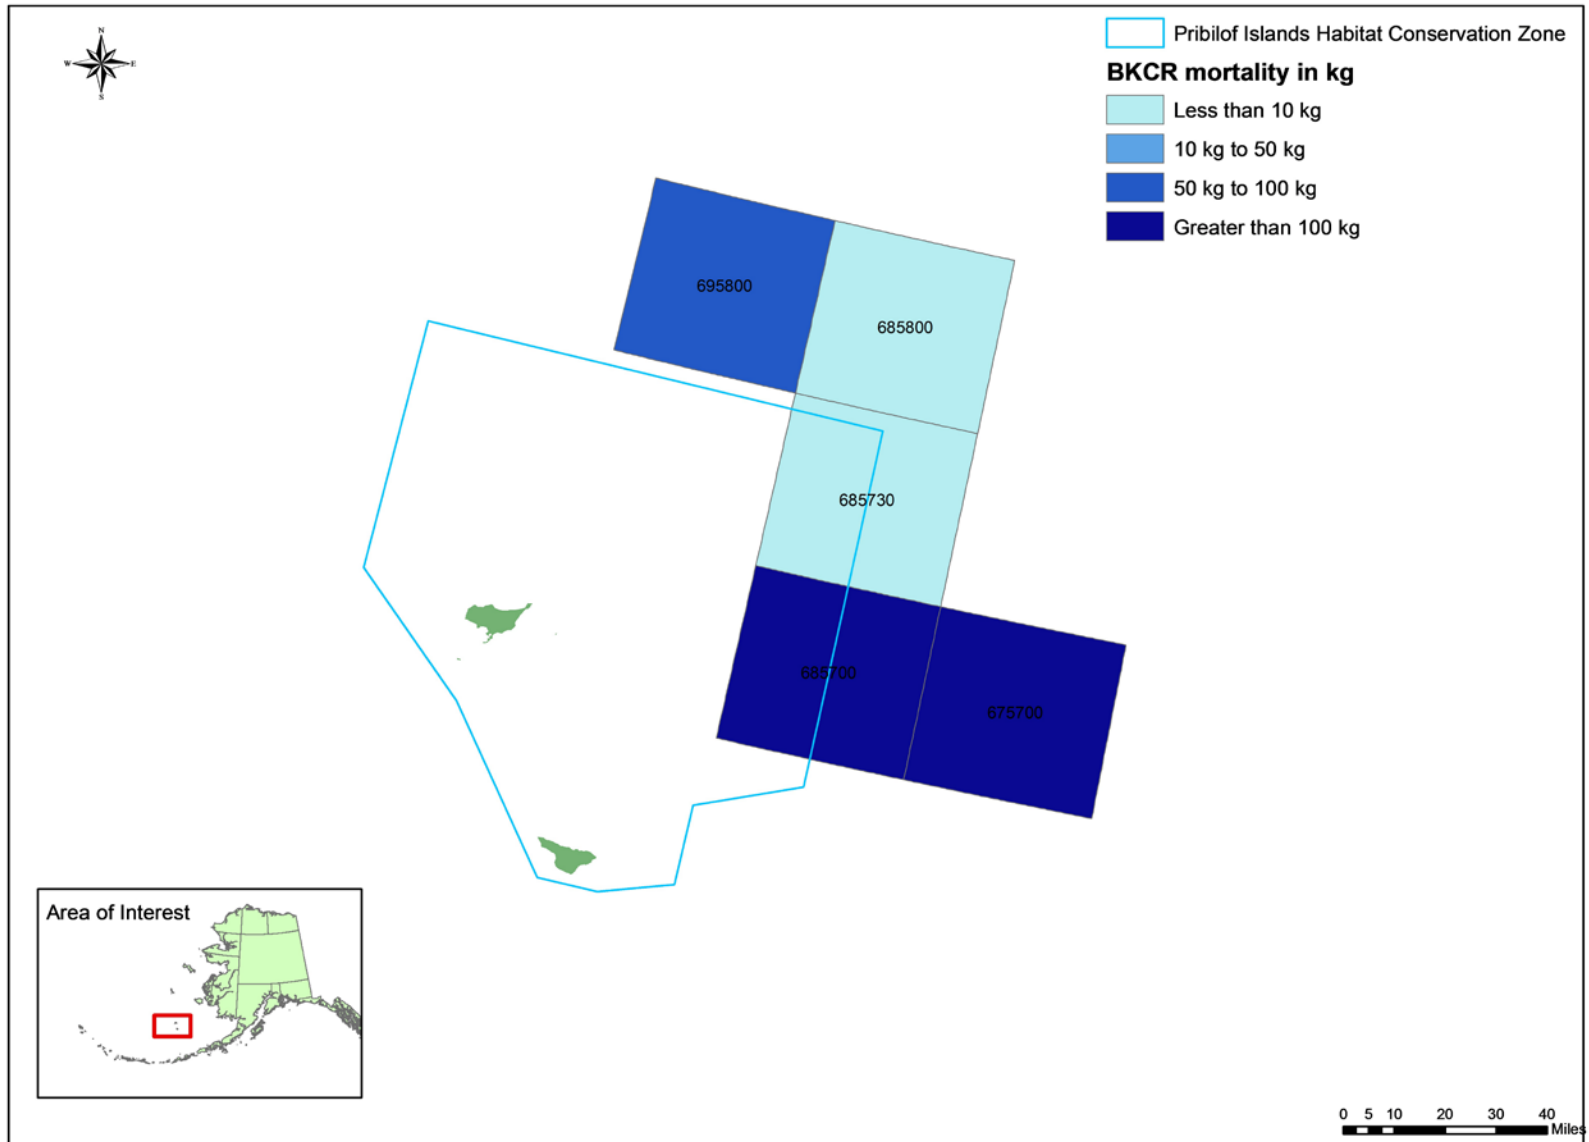 N
W E
S
Pribilof Islands Habitat Conservation Zone
BKCR mortality in kg
Less than 10 kg
10 kg to 50 kg
50 kg to 100 kg
Greater than 100 kg
695800
685800
685730
685700
675700
Area of Interest
0 5 10 20 30 40
Miles